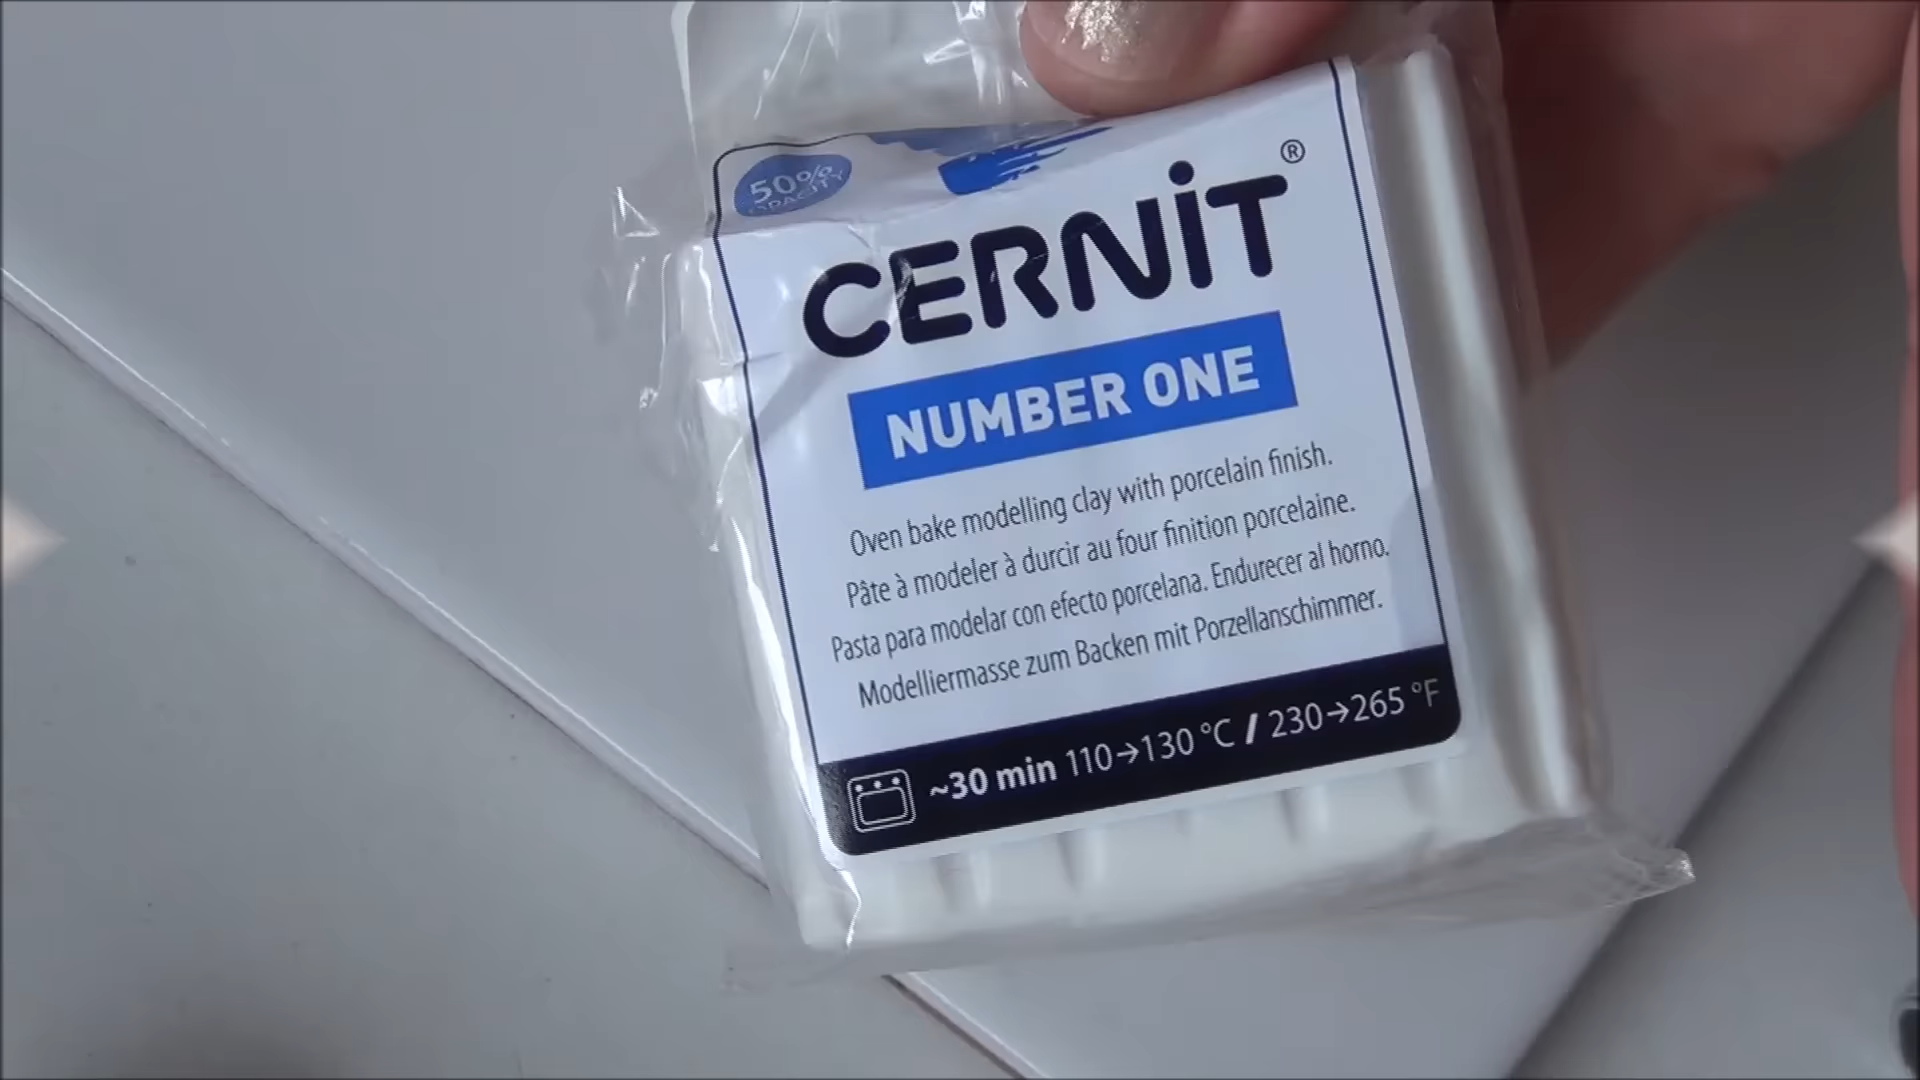 50%
OPACITY
CERNIT®
NUMBER ONE
Oven bake modelling clay with porcelain finish.
Pâte à modeler à durcir au four finition porcelaine.
Pasta para modelar con efecto porcelana. Endurecer al horno.
Modelliermasse zum Backen mit Porzellanschimmer.
~30 min 110→130 °C / 230→265 °F